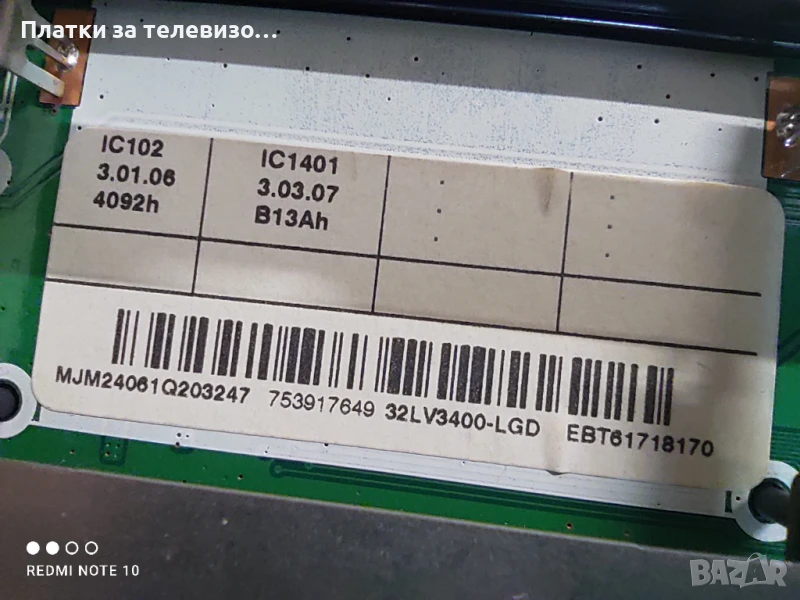 Платки за телевизо...
IC102
3.01.06
4092h
IC1401
3.03.07
B13Ah
MJM24061Q203247 753917649 32LV3400-LGD EBT61718170
REDMI NOTE 10
BAZAR